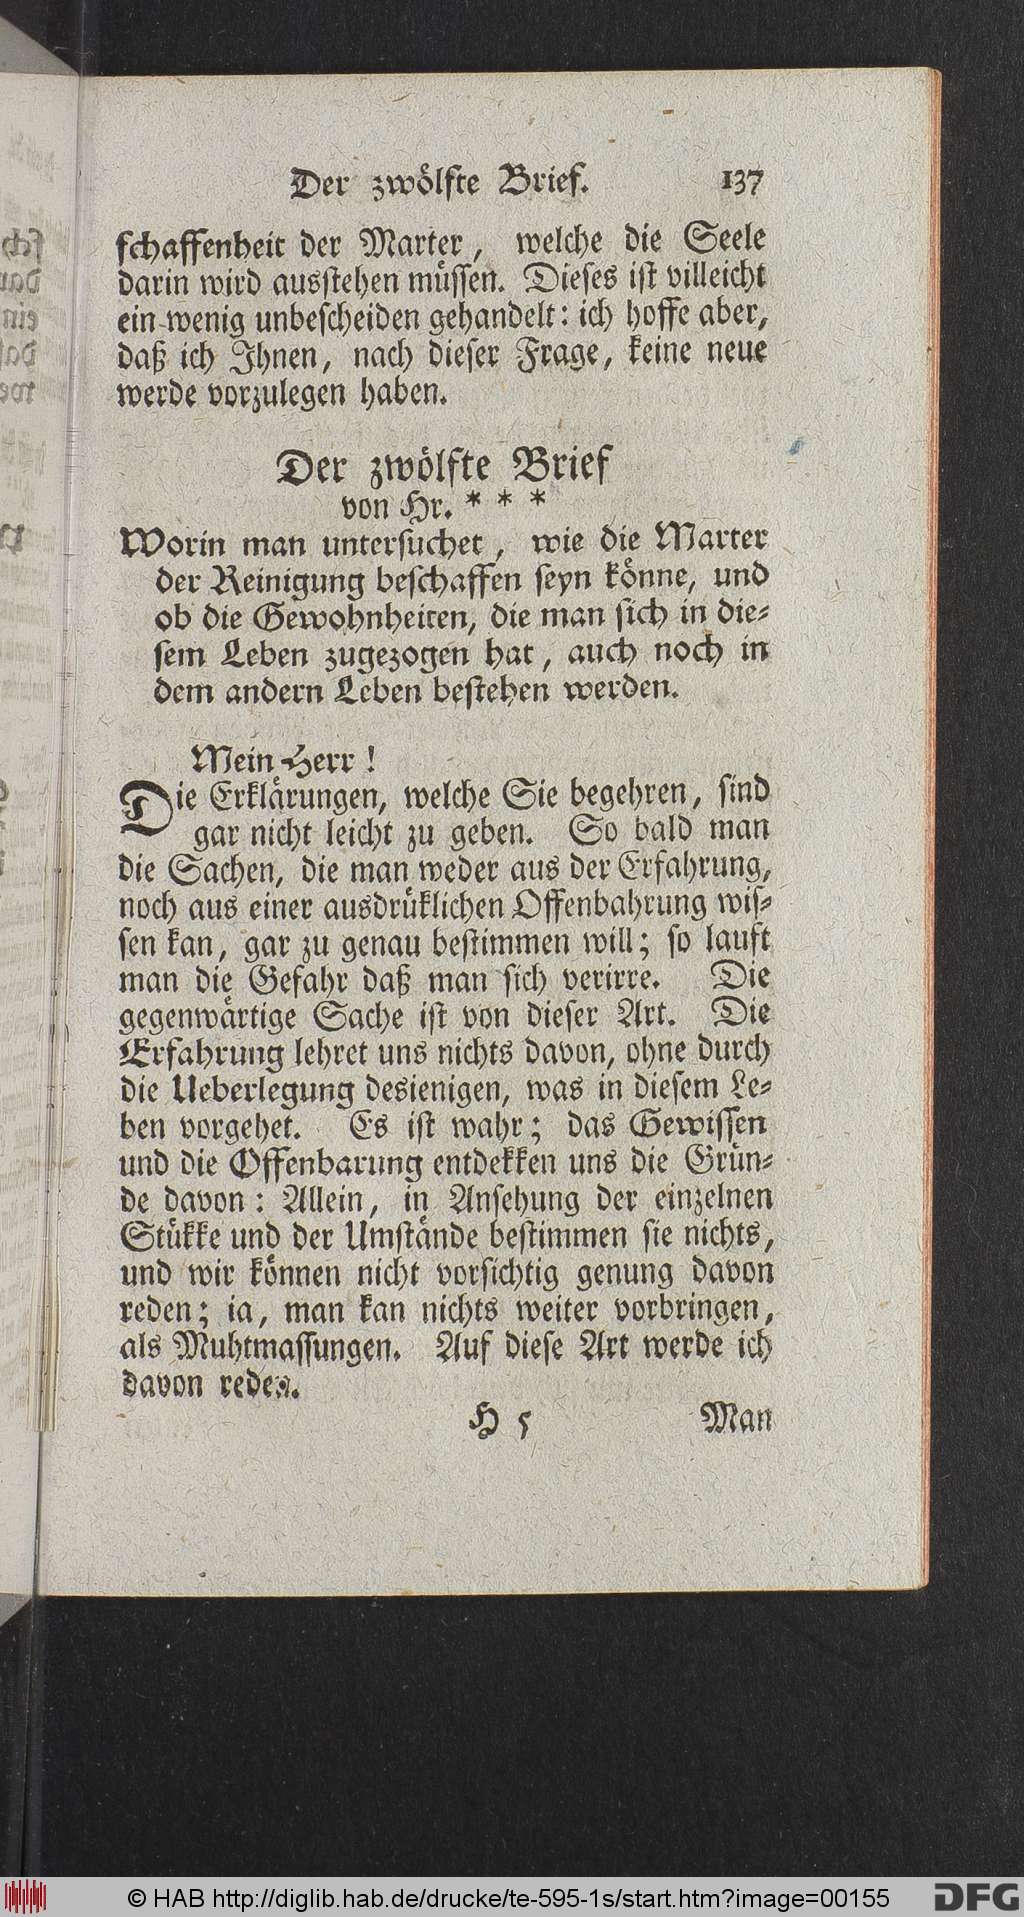 Der zwölfte Brief. 137
schaffenheit der Marter, welche die Seele
darin wird ausstehen müssen. Dieses ist villeicht
ein wenig unbescheiden gehandelt: ich hoffe aber,
daß ich Ihnen, nach dieser Frage, keine neue
werde vorzulegen haben.
Der zwölfte Brief
von Hr. * * *
Worin man untersuchet, wie die Marter
der Reinigung beschaffen seyn könne, und
ob die Gewohnheiten, die man sich in die-
sem Leben zugezogen hat, auch noch in
dem andern Leben bestehen werden.
Mein Herr!
Die Erklärungen, welche Sie begehren, sind
gar nicht leicht zu geben. So bald man
die Sachen, die man weder aus der Erfahrung,
noch aus einer ausdrüklichen Offenbahrung wis-
sen kan, gar zu genau bestimmen will; so lauft
man die Gefahr daß man sich verirre. Die
gegenwärtige Sache ist von dieser Art. Die
Erfahrung lehret uns nichts davon, ohne durch
die Ueberlegung desienigen, was in diesem Le-
ben vorgehet. Es ist wahr; das Gewissen
und die Offenbarung entdekken uns die Grün-
de davon: Allein, in Ansehung der einzelnen
Stükke und der Umstände bestimmen sie nichts,
und wir können nicht vorsichtig genung davon
reden; ia, man kan nichts weiter vorbringen,
als Muhtmassungen. Auf diese Art werde ich
davon reden.
H 5 Man
© HAB http://diglib.hab.de/drucke/te-595-1s/start.htm?image=00155 DFG